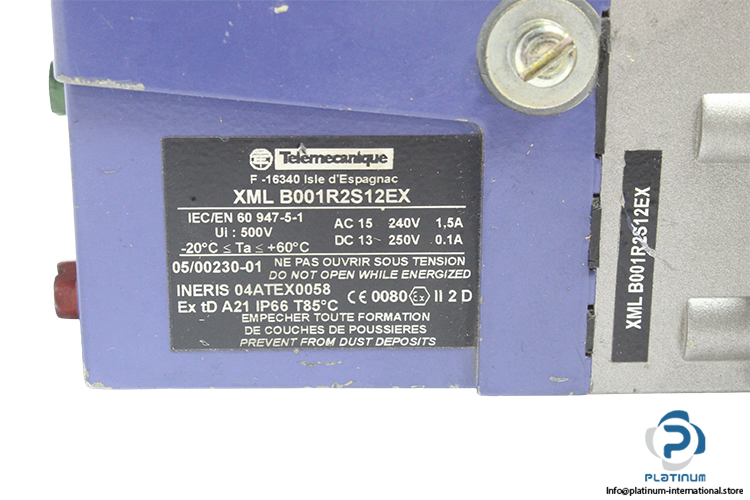 Telemecanique
F -16340 Isle d'Espagnac
XML B001R2S12EX
IEC/EN 60 947-5-1
Ui : 500V
-20°C ≤ Ta ≤ +60°C
AC 15 240V 1,5A
DC 13 250V 0.1A
05/00230-01
NE PAS OUVRIR SOUS TENSION
DO NOT OPEN WHILE ENERGIZED
INERIS 04ATEX0058
Ex tD A21 IP66 T85°C
CE 0080 Ex II 2 D
EMPECHER TOUTE FORMATION
DE COUCHES DE POUSSIERES
PREVENT FROM DUST DEPOSITS
XML B001R2S12EX
PLATINUM
Info@platinum-international.store